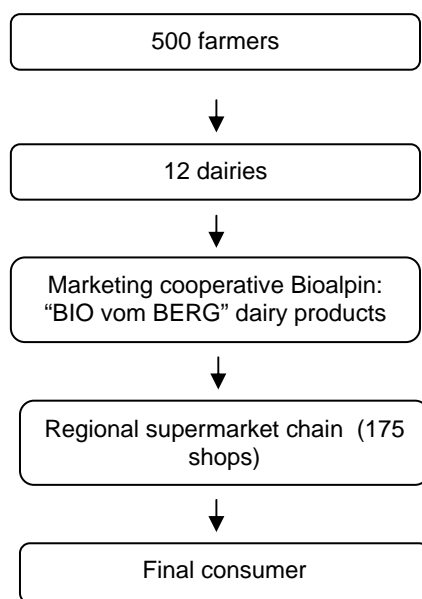 500 farmers
12 dairies
Marketing cooperative Bioalpin:
“BIO vom BERG” dairy products
Regional supermarket chain  (175
shops)
Final consumer